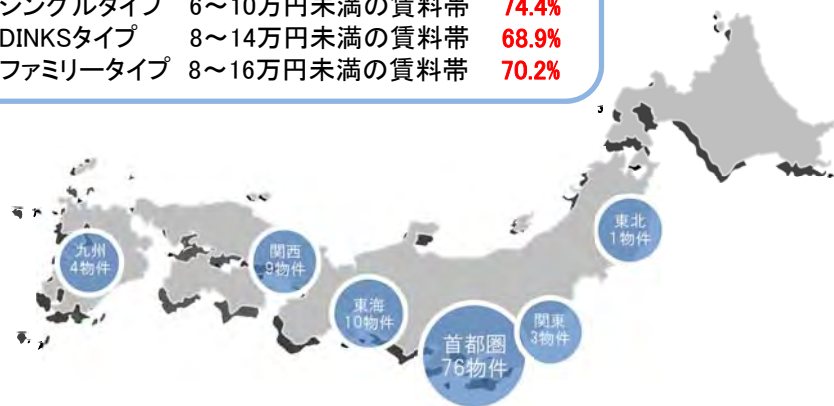 シングルタイプ 6～10万円未満の賃料帯 74.4%
DINKSタイプ 8～14万円未満の賃料帯 68.9%
ファミリータイプ 8～16万円未満の賃料帯 70.2%
東北
1物件
九州
4物件
関西
9物件
東海
10物件
関東
3物件
首都圏
76物件